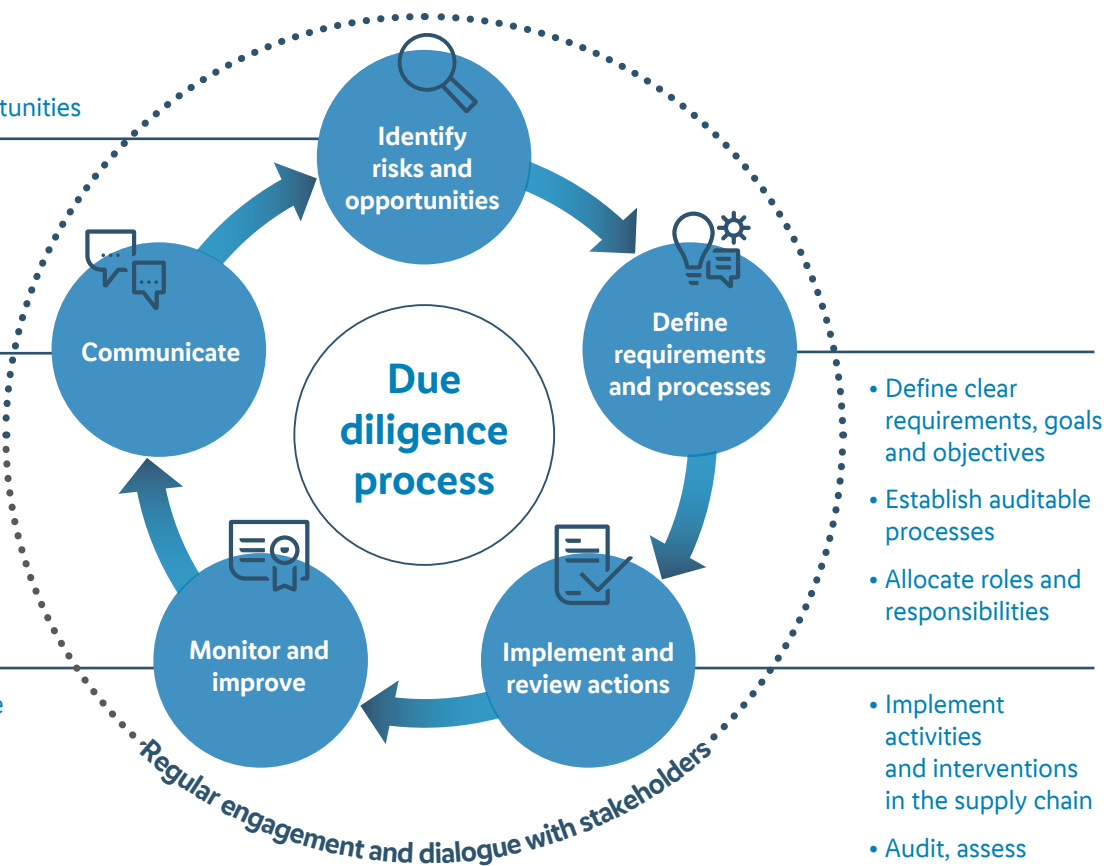 tunities
Identify
risks and
opportunities
Define
requirements
and processes
Communicate
Due
diligence
process
• Define clear
requirements, goals
and objectives
• Establish auditable
processes
• Allocate roles and
responsibilities
Monitor and
improve
Implement and
review actions
e
• Implement
activities
and interventions
in the supply chain
• Audit, assess
Regular engagement and dialogue with stakeholders